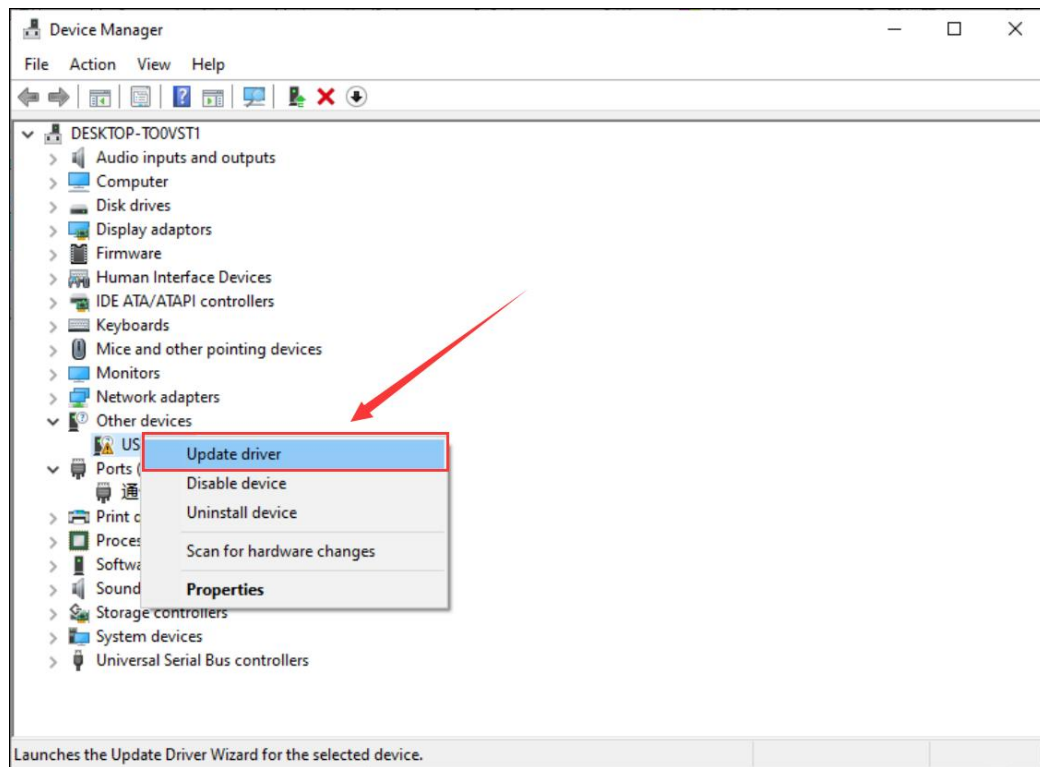 Device Manager
File Action View Help
DESKTOP-TO0VST1
Audio inputs and outputs
Computer
Disk drives
Display adaptors
Firmware
Human Interface Devices
IDE ATA/ATAPI controllers
Keyboards
Mice and other pointing devices
Monitors
Network adapters
Other devices
US
Update driver
Ports (
Disable device
通
Print
Uninstall device
Proces
Scan for hardware changes
Softwa
Sound
Properties
Storage controllers
System devices
Universal Serial Bus controllers
Launches the Update Driver Wizard for the selected device.